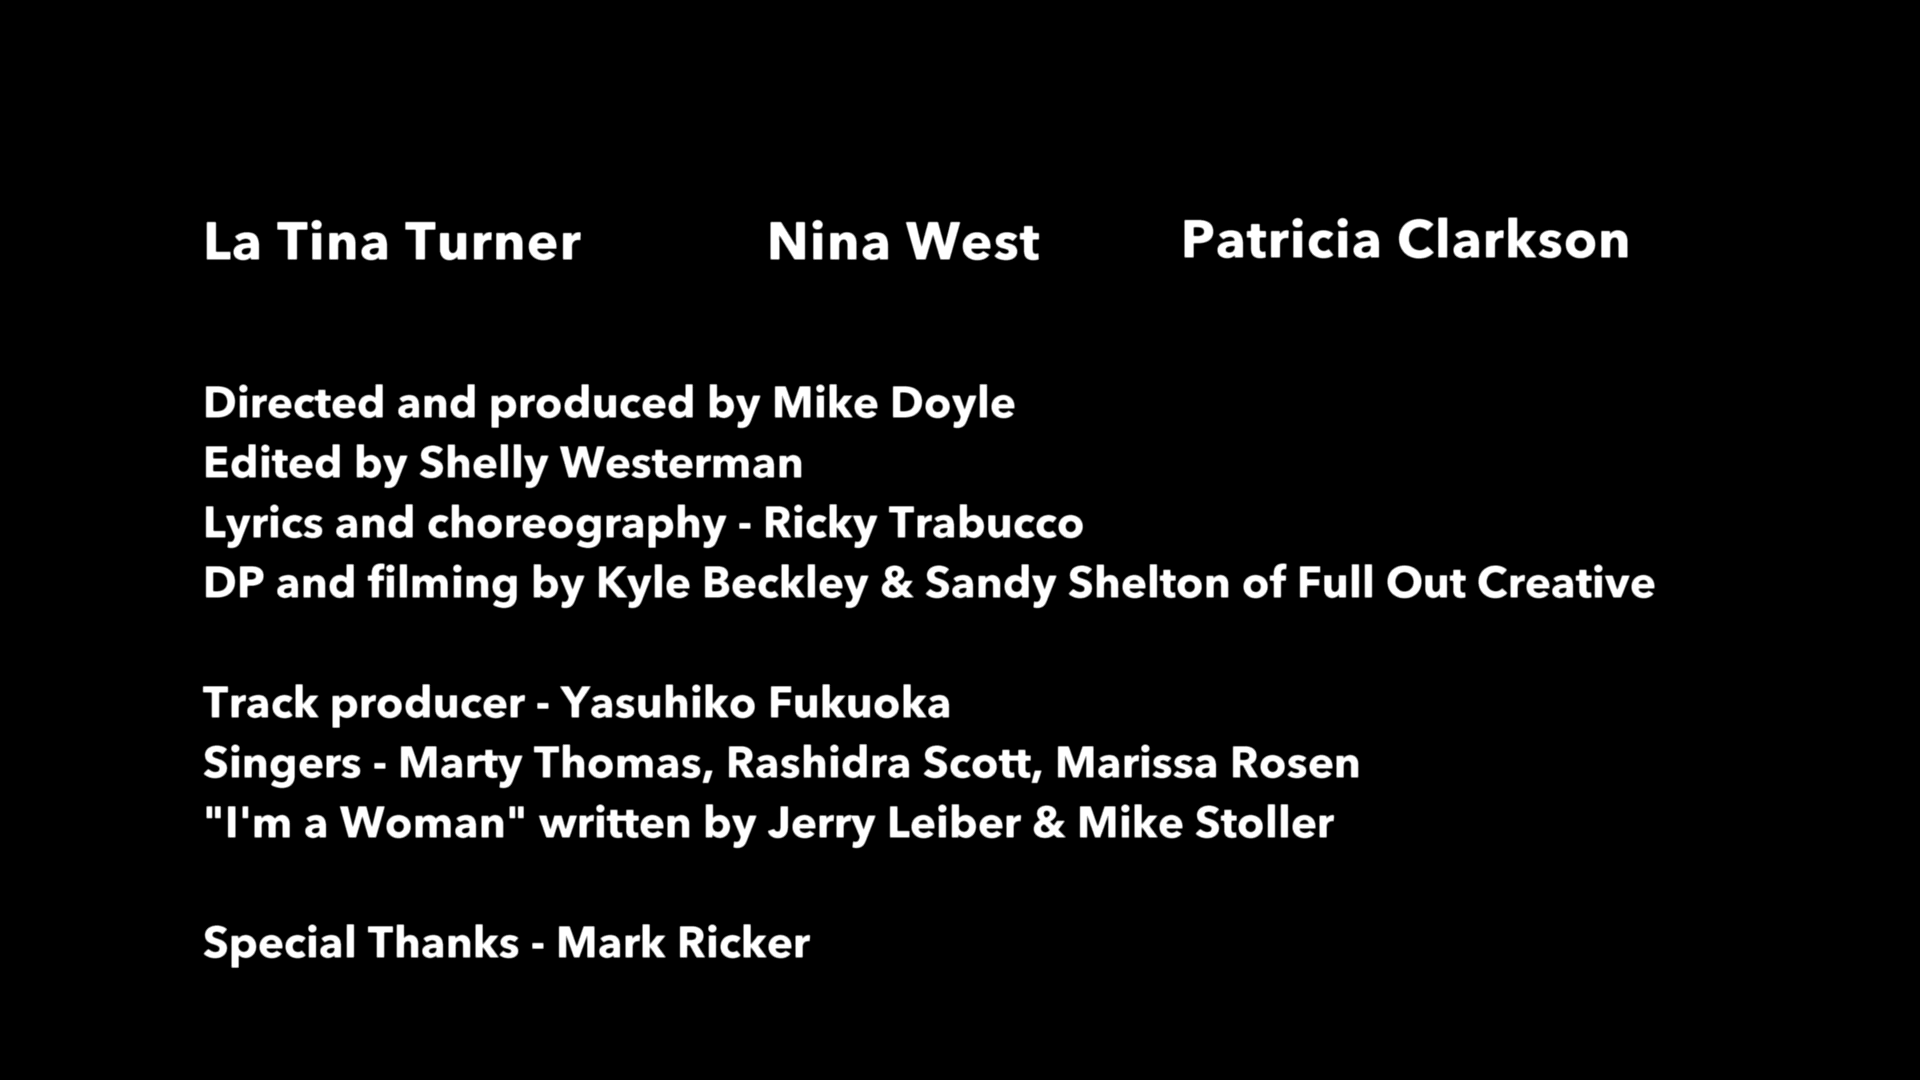 La Tina Turner Nina West Patricia Clarkson
Directed and produced by Mike Doyle
Edited by Shelly Westerman
Lyrics and choreography - Ricky Trabucco
DP and filming by Kyle Beckley & Sandy Shelton of Full Out Creative
Track producer - Yasuhiko Fukuoka
Singers - Marty Thomas, Rashidra Scott, Marissa Rosen
"I'm a Woman" written by Jerry Leiber & Mike Stoller
Special Thanks - Mark Ricker